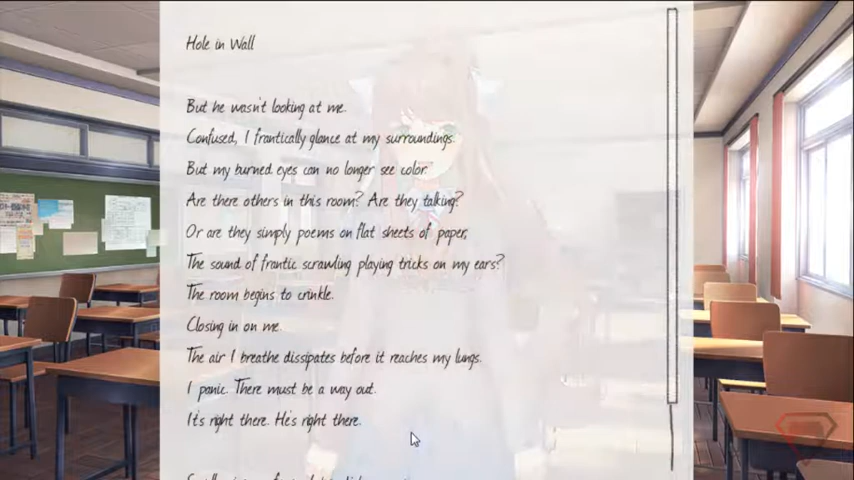 Hole in Wall
But he wasn't looking at me.
Confused, I frantically glance at my surroundings.
But my burned eyes can no longer see color.
Are there others in this room? Are they talking?
Or are they simply poems on flat sheets of paper,
The sound of frantic scrawling playing tricks on my ears?
The room begins to crinkle.
Closing in on me.
The air I breathe dissipates before it reaches my lungs.
I panic. There must be a way out.
It's right there. He's right there.